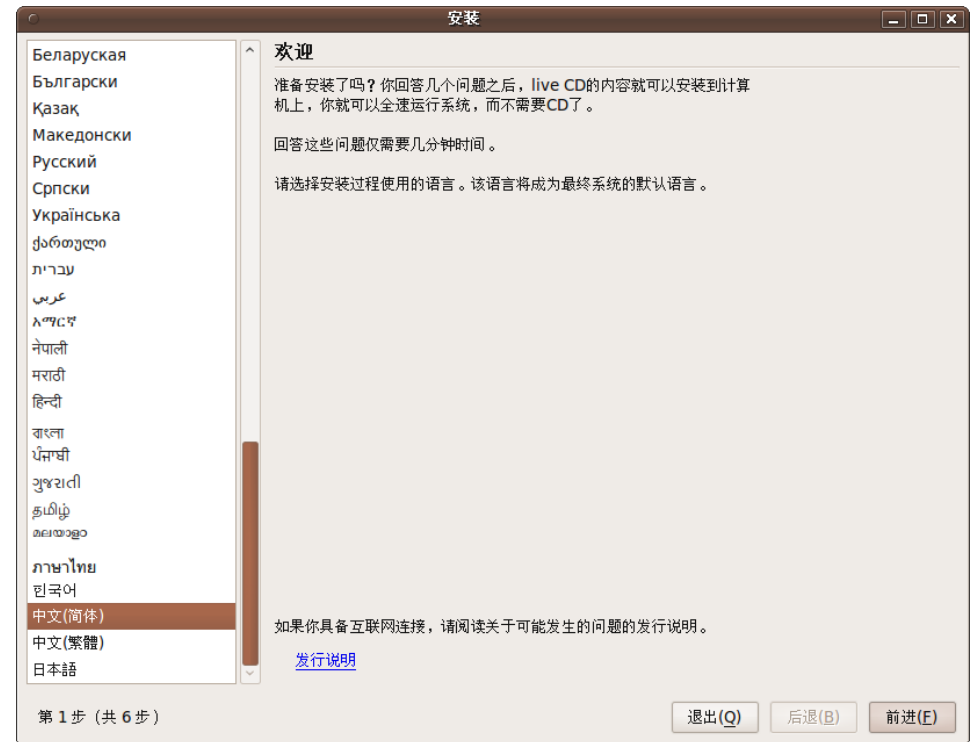 安装
Беларуская
Български
Қазақ
Македонски
Русский
Српски
Українська
ქართული
עברית
عربي
አማርኛ
नेपाली
मराठी
हिन्दी
বাংলা
ਪੰਜਾਬੀ
ગુજરાતી
தமிழ்
മലയാളം
ภาษาไทย
한국어
中文(简体)
中文(繁體)
日本語
欢迎
准备安装了吗？你回答几个问题之后，live CD的内容就可以安装到计算
机上，你就可以全速运行系统，而不需要CD了。
回答这些问题仅需要几分钟时间。
请选择安装过程使用的语言。该语言将成为最终系统的默认语言。
如果你具备互联网连接，请阅读关于可能发生的问题的发行说明。
发行说明
第 1 步（共 6 步）
退出(Q)
后退(B)
前进(F)